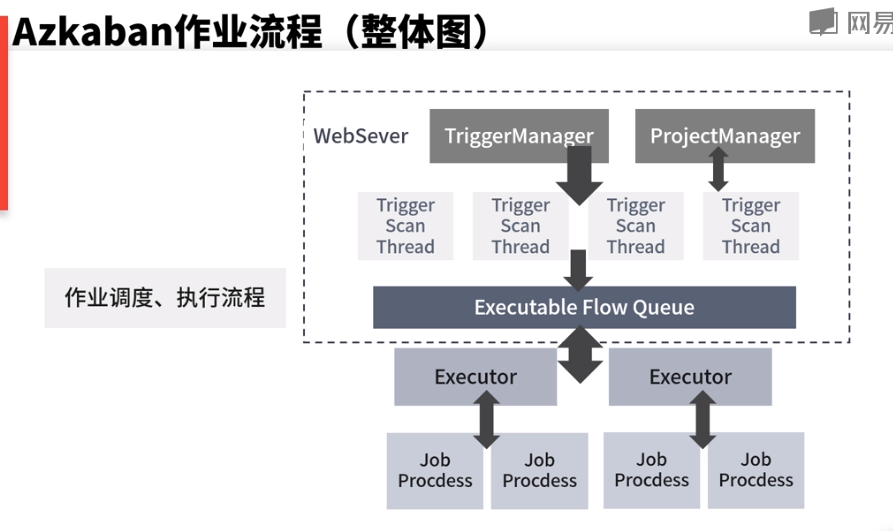 Azkaban作业流程（整体图）
网易
WebSever
TriggerManager
ProjectManager
Trigger
Scan
Thread
Trigger
Scan
Thread
Trigger
Scan
Thread
Trigger
Scan
Thread
作业调度、执行流程
Executable Flow Queue
Executor
Executor
Job
Procdess
Job
Procdess
Job
Procdess
Job
Procdess